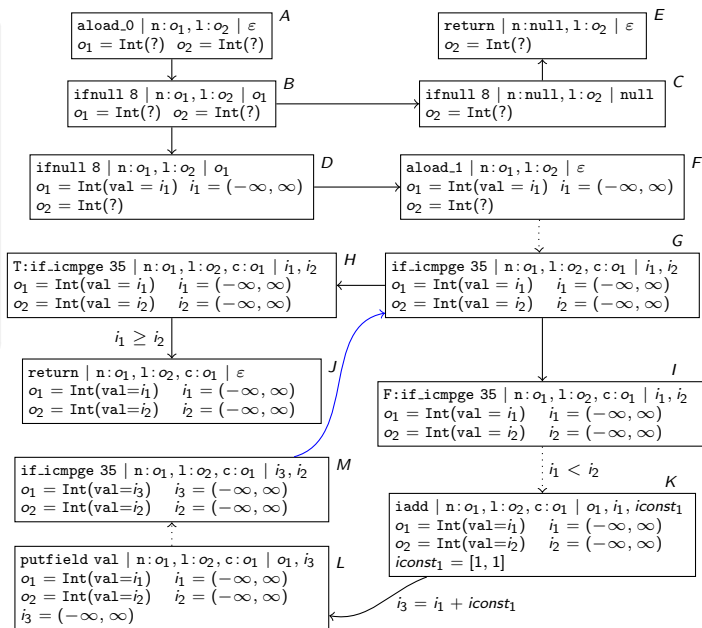 A
aload_0 | n:o₁, l:o₂ | ε
o₁ = Int(?) o₂ = Int(?)
E
return | n:null, l:o₂ | ε
o₂ = Int(?)
B
ifnull 8 | n:o₁, l:o₂ | o₁
o₁ = Int(?) o₂ = Int(?)
C
ifnull 8 | n:null, l:o₂ | null
o₂ = Int(?)
D
ifnull 8 | n:o₁, l:o₂ | o₁
o₁ = Int(val = i₁) i₁ = (−∞, ∞)
o₂ = Int(?)
F
aload_1 | n:o₁, l:o₂ | ε
o₁ = Int(val = i₁) i₁ = (−∞, ∞)
o₂ = Int(?)
H
T:if_icmpge 35 | n:o₁, l:o₂, c:o₁ | i₁, i₂
o₁ = Int(val = i₁) i₁ = (−∞, ∞)
o₂ = Int(val = i₂) i₂ = (−∞, ∞)
G
if_icmpge 35 | n:o₁, l:o₂, c:o₁ | i₁, i₂
o₁ = Int(val = i₁) i₁ = (−∞, ∞)
o₂ = Int(val = i₂) i₂ = (−∞, ∞)
i₁ ≥ i₂
J
return | n:o₁, l:o₂, c:o₁ | ε
o₁ = Int(val=i₁) i₁ = (−∞, ∞)
o₂ = Int(val=i₂) i₂ = (−∞, ∞)
I
F:if_icmpge 35 | n:o₁, l:o₂, c:o₁ | i₁, i₂
o₁ = Int(val = i₁) i₁ = (−∞, ∞)
o₂ = Int(val = i₂) i₂ = (−∞, ∞)
i₁ < i₂
M
if_icmpge 35 | n:o₁, l:o₂, c:o₁ | i₃, i₂
o₁ = Int(val=i₃) i₃ = (−∞, ∞)
o₂ = Int(val=i₂) i₂ = (−∞, ∞)
K
iadd | n:o₁, l:o₂, c:o₁ | o₁, i₁, iconst₁
o₁ = Int(val=i₁) i₁ = (−∞, ∞)
o₂ = Int(val=i₂) i₂ = (−∞, ∞)
iconst₁ = [1, 1]
L
putfield val | n:o₁, l:o₂, c:o₁ | o₁, i₃
o₁ = Int(val=i₁) i₁ = (−∞, ∞)
o₂ = Int(val=i₂) i₂ = (−∞, ∞)
i₃ = (−∞, ∞)
i₃ = i₁ + iconst₁